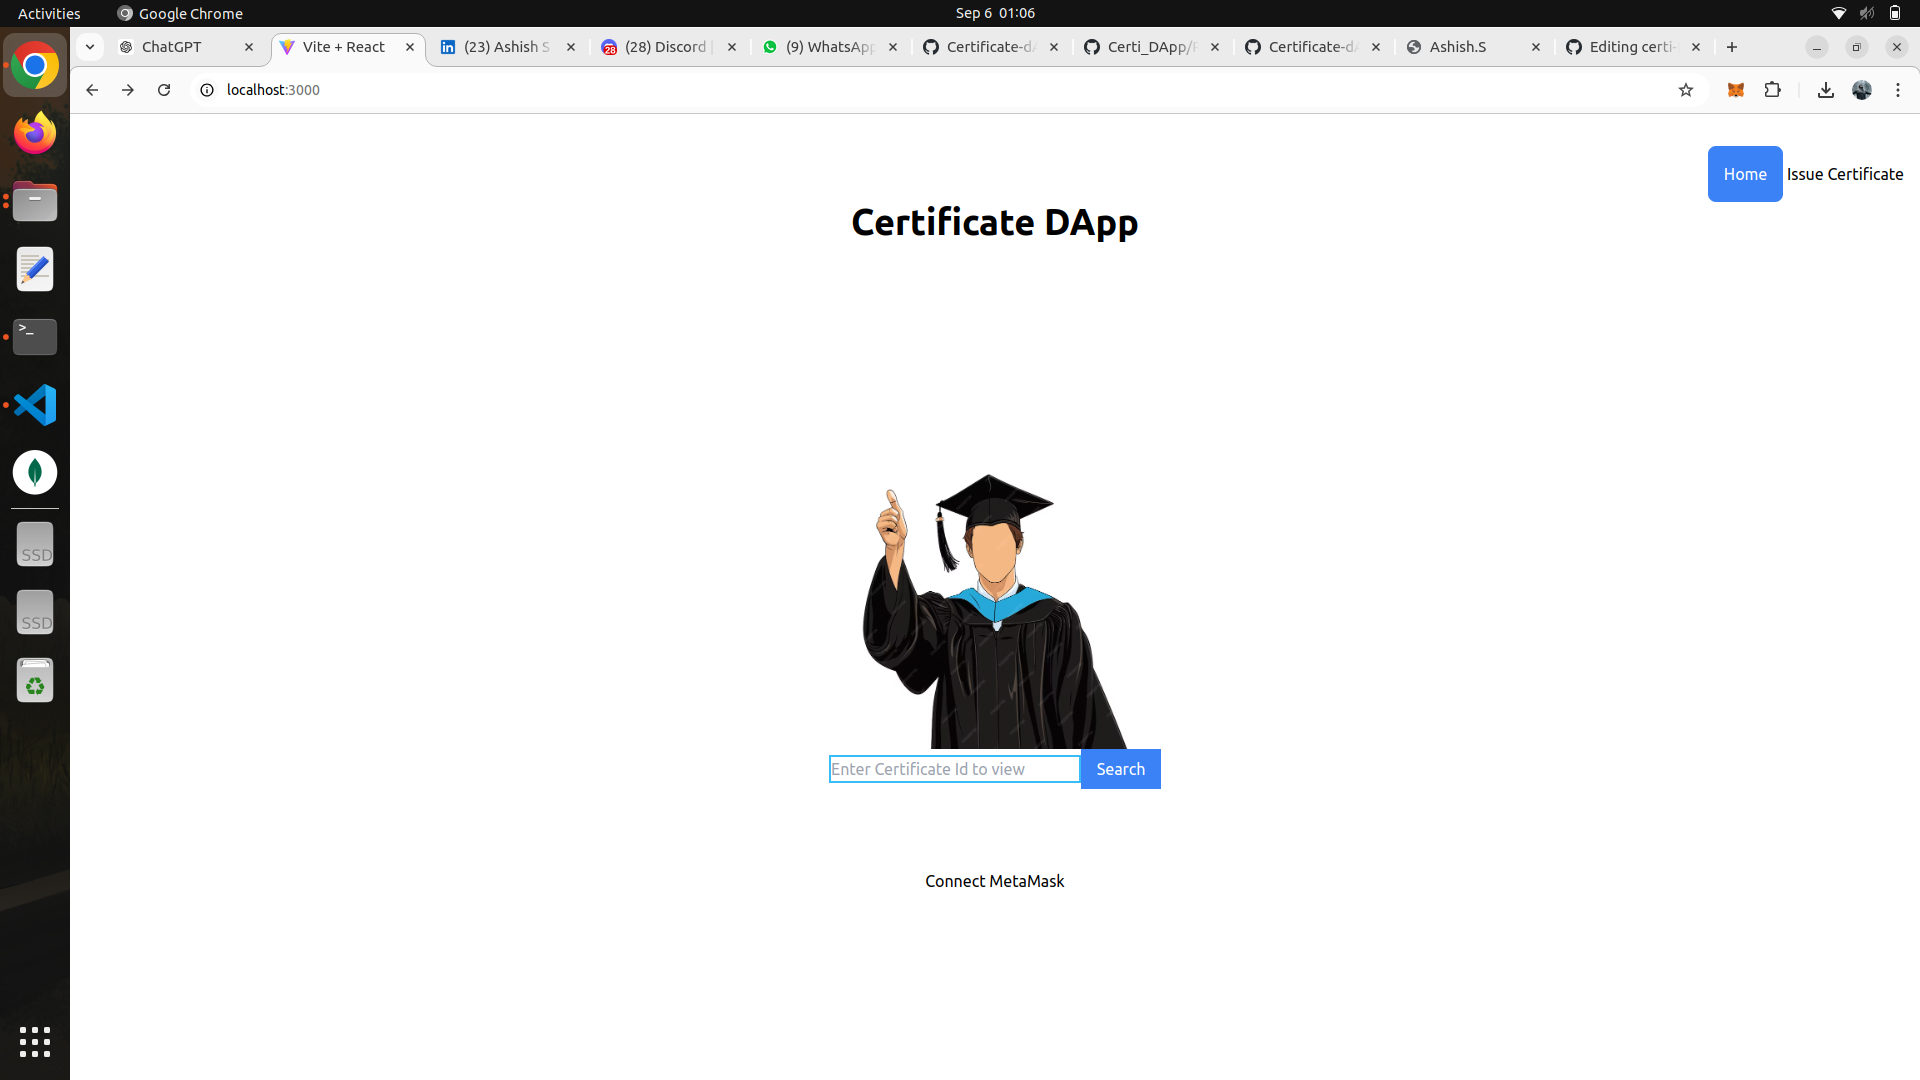 Activities
Google Chrome
Sep 6 01:06
ChatGPT
Vite + React
(23) Ashish S
(28) Discord |
(9) WhatsApp
Certificate-d
Certi_DApp/
Certificate-d
Ashish.S
Editing certi-
localhost:3000
Home
Issue Certificate
Certificate DApp
>_
SSD
SSD
Enter Certificate Id to view
Search
Connect MetaMask